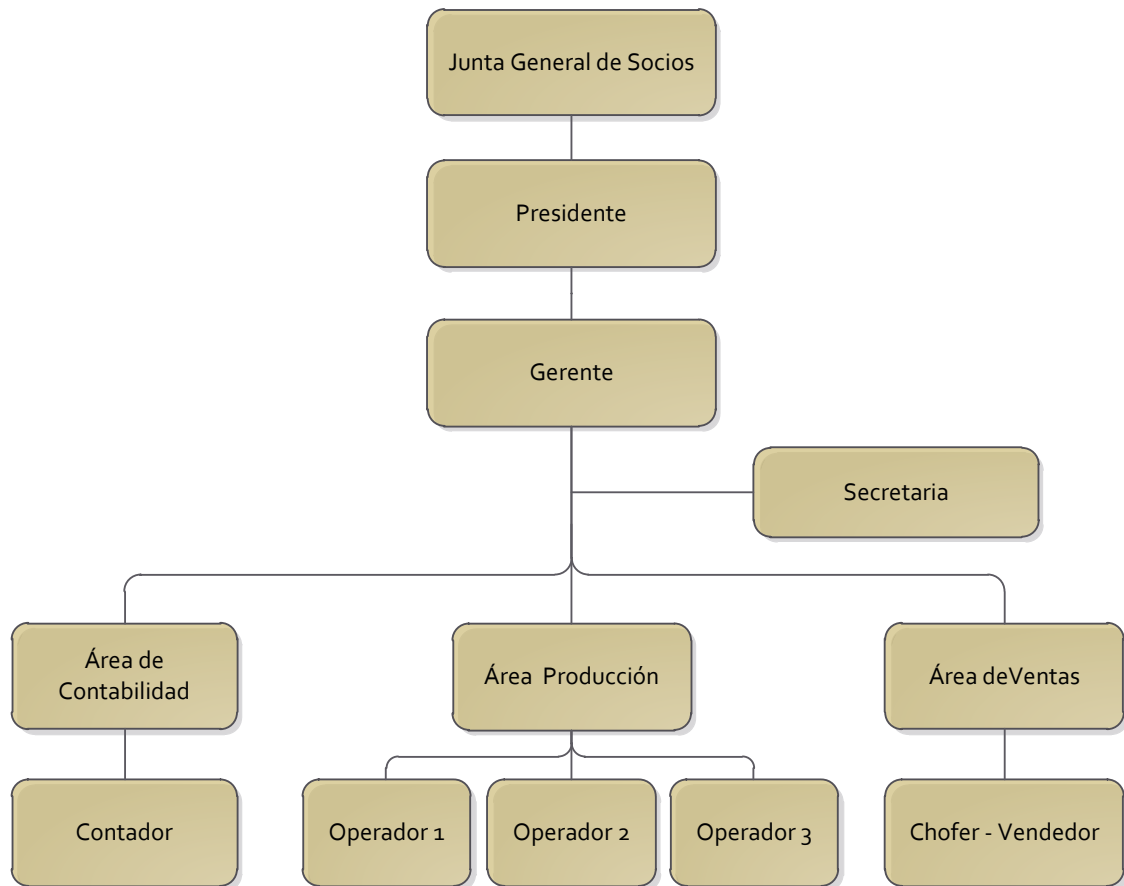 Junta General de Socios
Presidente
Gerente
Secretaria
Área de
Contabilidad
Área  Producción
Área deVentas
Contador
Operador 1
Operador 2
Operador 3
Chofer - Vendedor